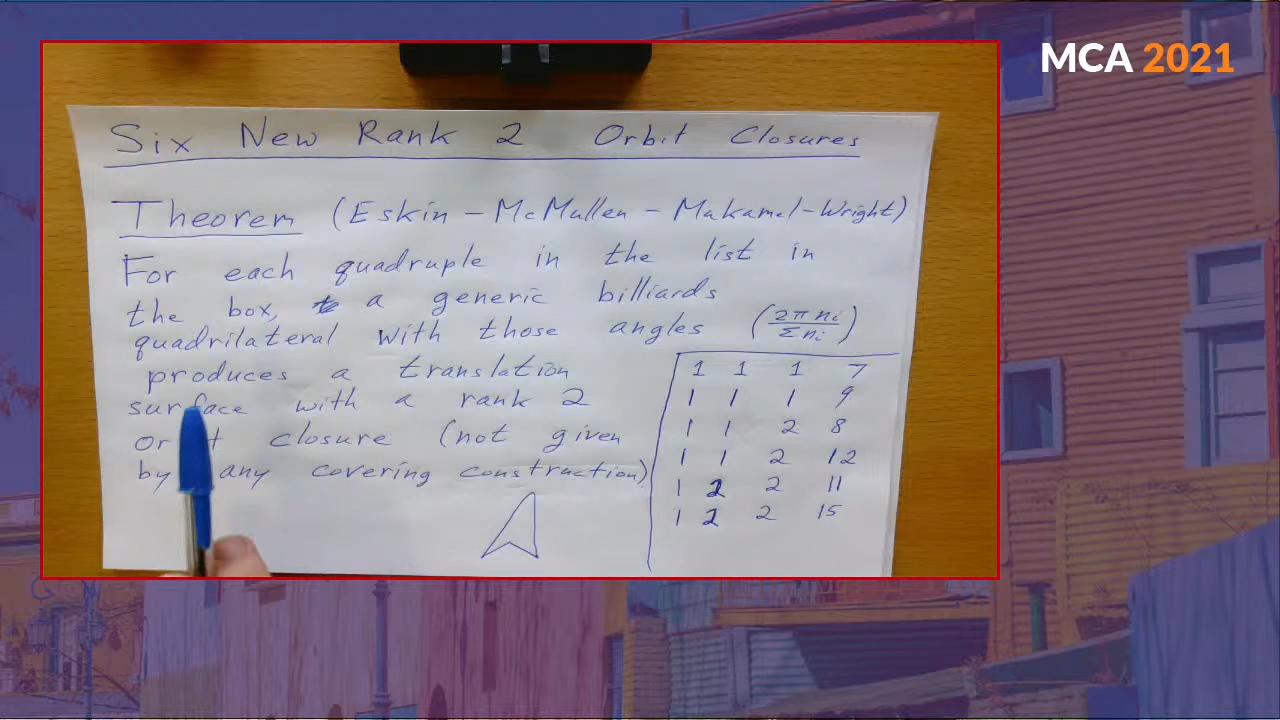 MCA 2021
Six New Rank 2 Orbit Closures
Theorem (Eskin-McMullen-Mukamel-Wright)
For each quadruple in the list in
the box, a generic billiards
quadrilateral with those angles (2πni/Σni)
produces a translation
surface with a rank 2
closure (not given
by any covering construction)
1 1 1 7
1 1 1 9
1 1 2 8
1 1 2 12
1 2 2 11
1 2 2 15